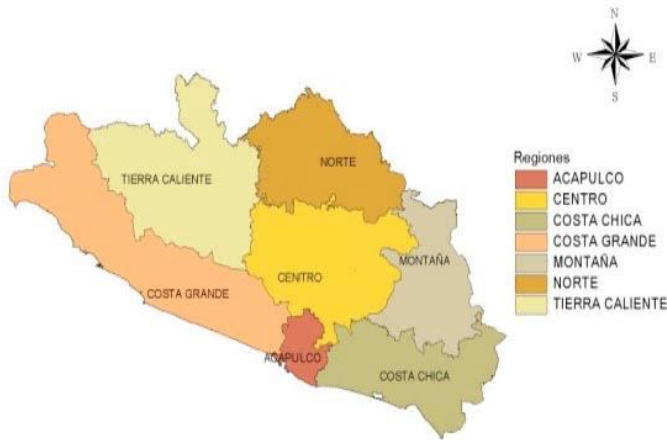 N
W E
S
TIERRA CALIENTE
NORTE
COSTA GRANDE
CENTRO
MONTAÑA
ACAPULCO
COSTA CHICA
Regiones
ACAPULCO
CENTRO
COSTA CHICA
COSTA GRANDE
MONTAÑA
NORTE
TIERRA CALIENTE